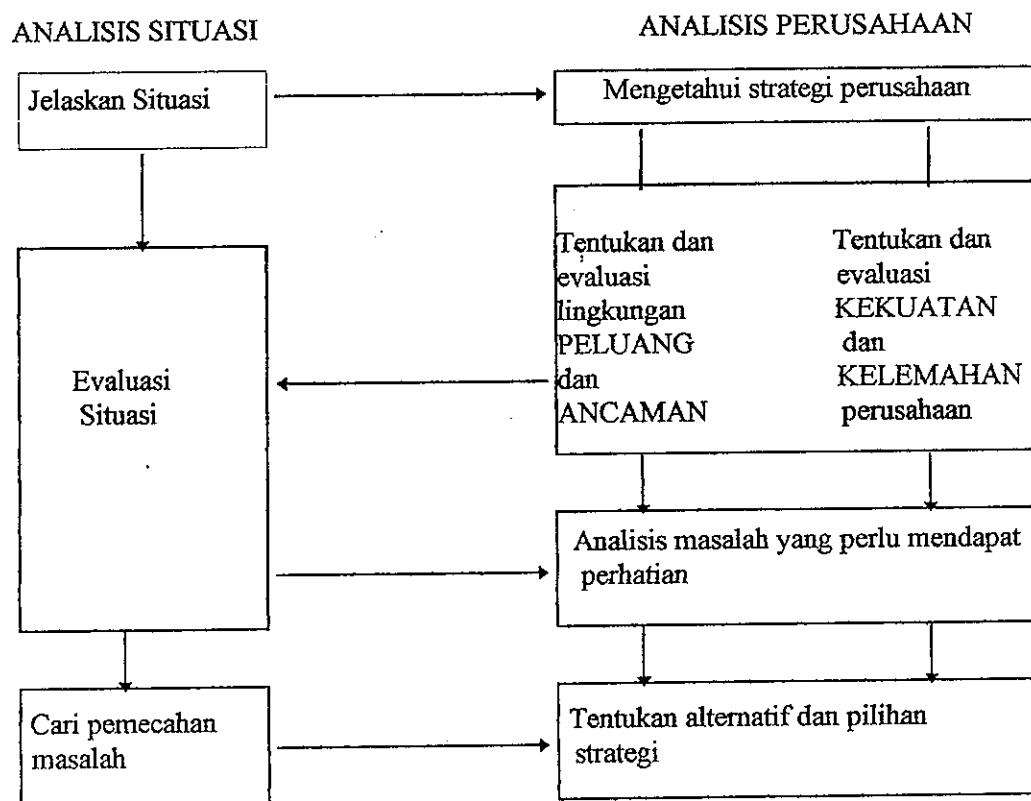 ANALISIS SITUASI
ANALISIS PERUSAHAAN
Jelaskan Situasi
Mengetahui strategi perusahaan
Evaluasi
Situasi
Tentukan dan
evaluasi
lingkungan
PELUANG
dan
ANCAMAN
Tentukan dan
evaluasi
KEKUATAN
dan
KELEMAHAN
perusahaan
Analisis masalah yang perlu mendapat
perhatian
Cari pemecahan
masalah
Tentukan alternatif dan pilihan
strategi